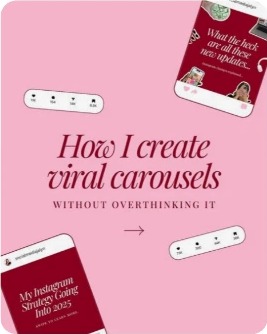 What the heck
are all these
new updates...
How I create
viral carousels
WITHOUT OVERTHINKING IT
→
My Instagram
Strategy Going
Into 2025